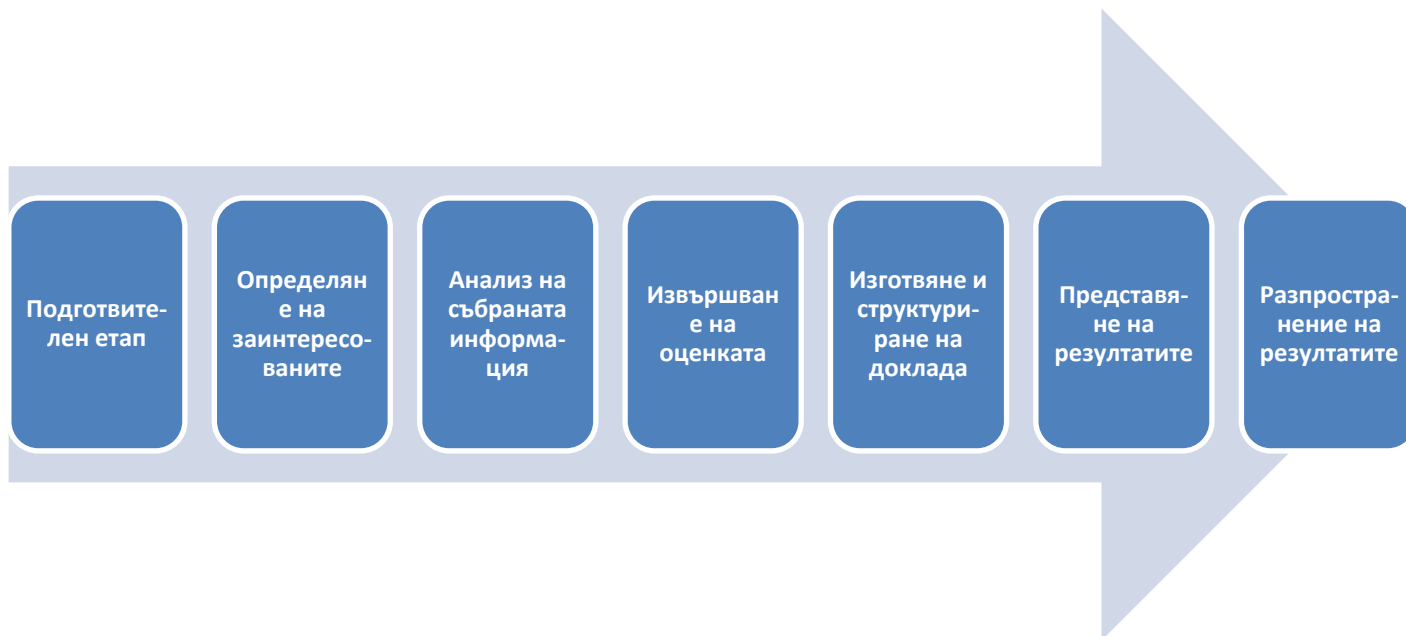 Подготвите-
лен етап
Определян
е на
заинтересо-
ваните
Анализ на
събраната
информа-
ция
Извършван
е на
оценката
Изготвяне и
структури-
ране на
доклада
Представя-
не на
резултатите
Разпростра-
нение на
резултатите